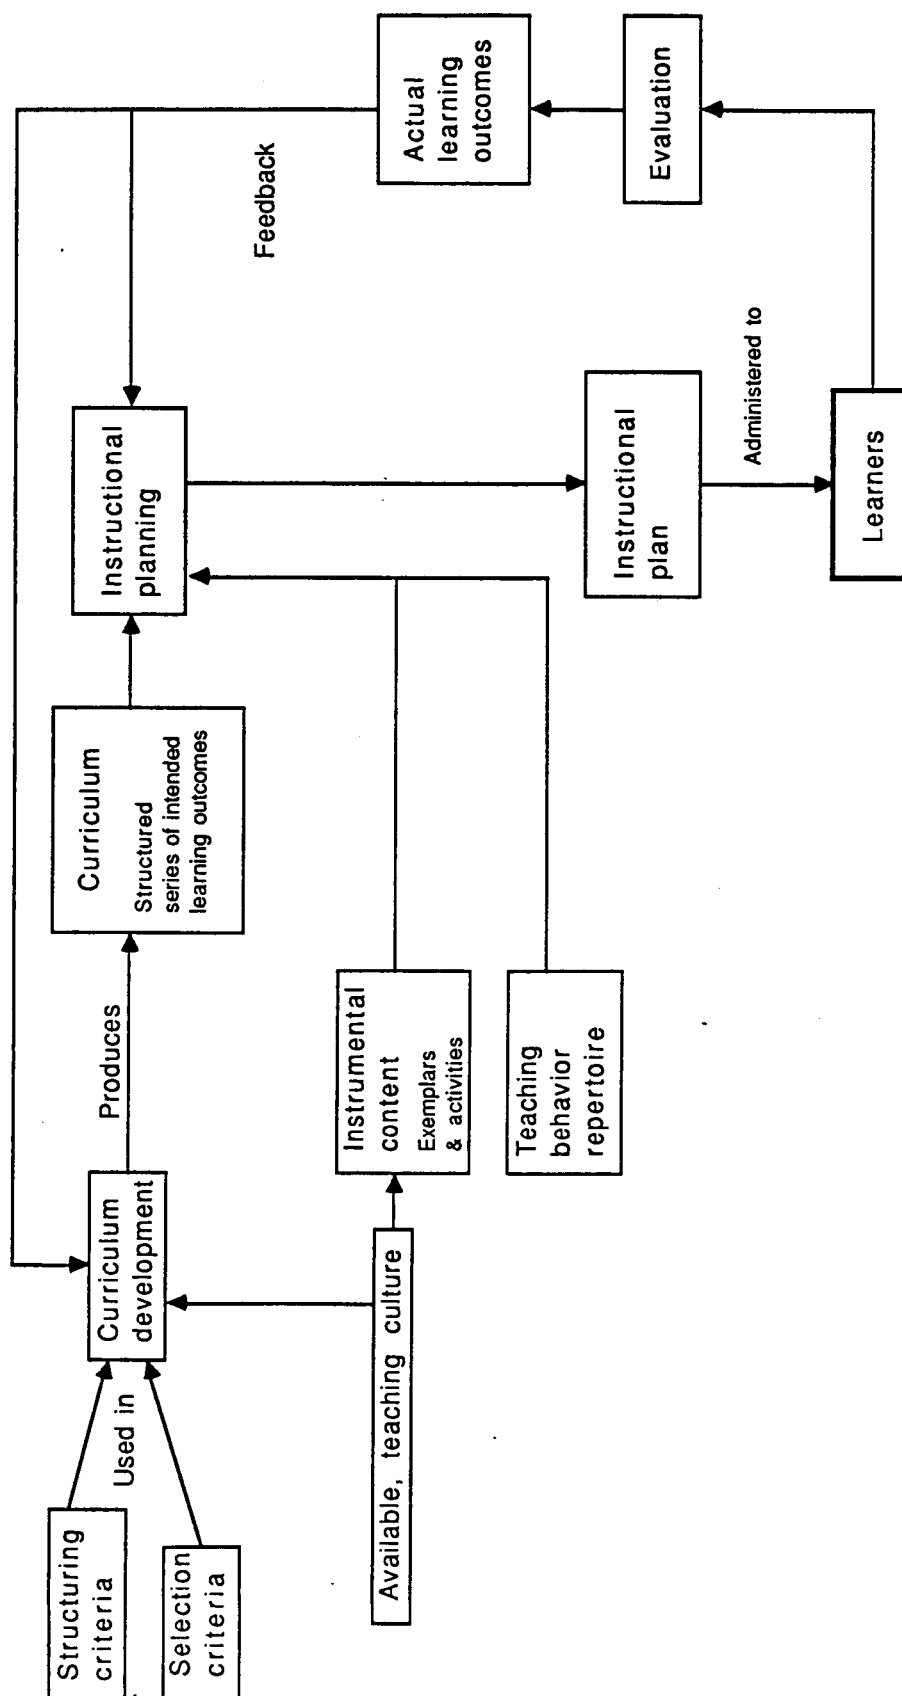 Structuring
criteria
Selection
criteria
Used in
Curriculum
development
Available, teaching culture
Produces
Curriculum
Structured
series of intended
learning outcomes
Instrumental
content
Exemplars
& activities
Teaching
behavior
repertoire
Instructional
planning
Instructional
plan
Administered to
Learners
Evaluation
Actual
learning
outcomes
Feedback